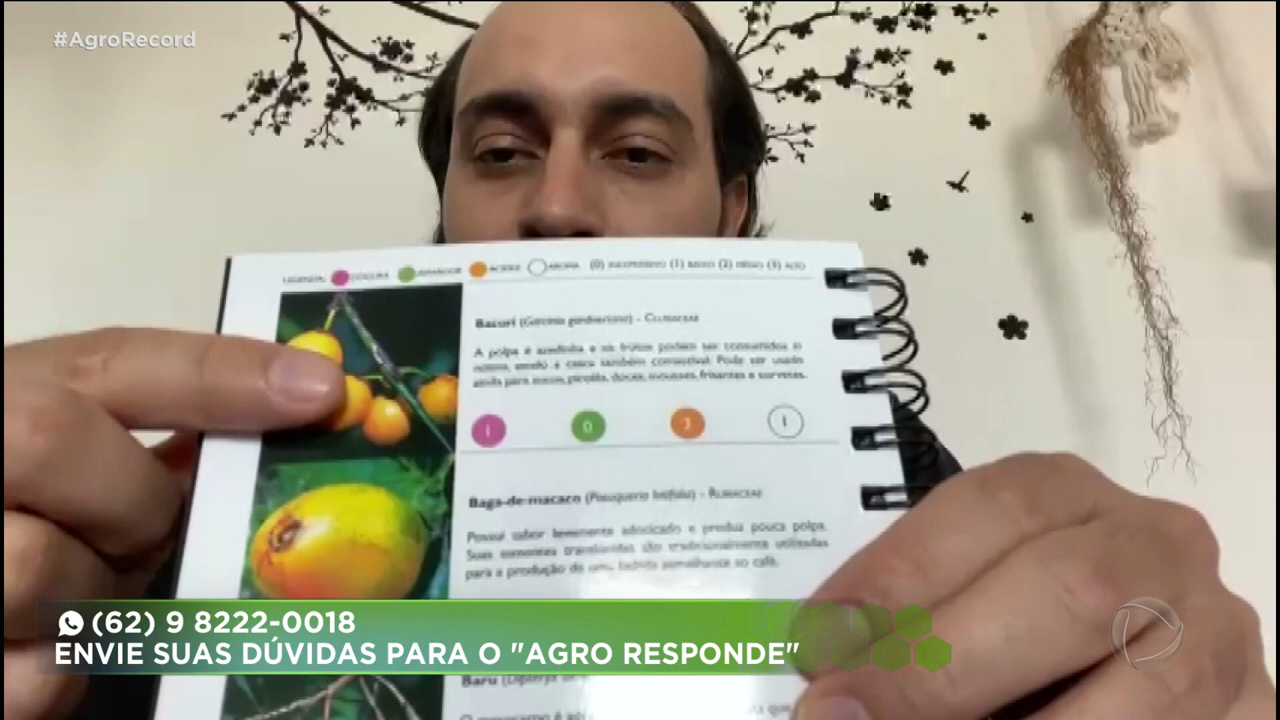 #AgroRecord
LEGENDA: DOÇURA AMARGOR ACIDEZ AROMA (0) INEXISTENTE (1) BAIXO (2) MÉDIO (3) ALTO
Bacuri (Garcinia gardneriana) – CLUSIACEAE
A polpa é azedinha e os frutos podem ser consumidos in
natura, sendo a casca também comestível. Pode ser usado
ainda para sucos, picolés, doces, mousses, frisantes e sorvetes.
1 0 3 1
Baga-de-macaco (Posoqueria latifolia) – RUBIACEAE
Possui sabor levemente adocicado e produz pouca polpa.
Suas sementes transformadas são tradicionalmente utilizadas
para a produção de uma bebida semelhante ao café.
(62) 9 8222-0018
ENVIE SUAS DÚVIDAS PARA O "AGRO RESPONDE"
Baru (Dipteryx